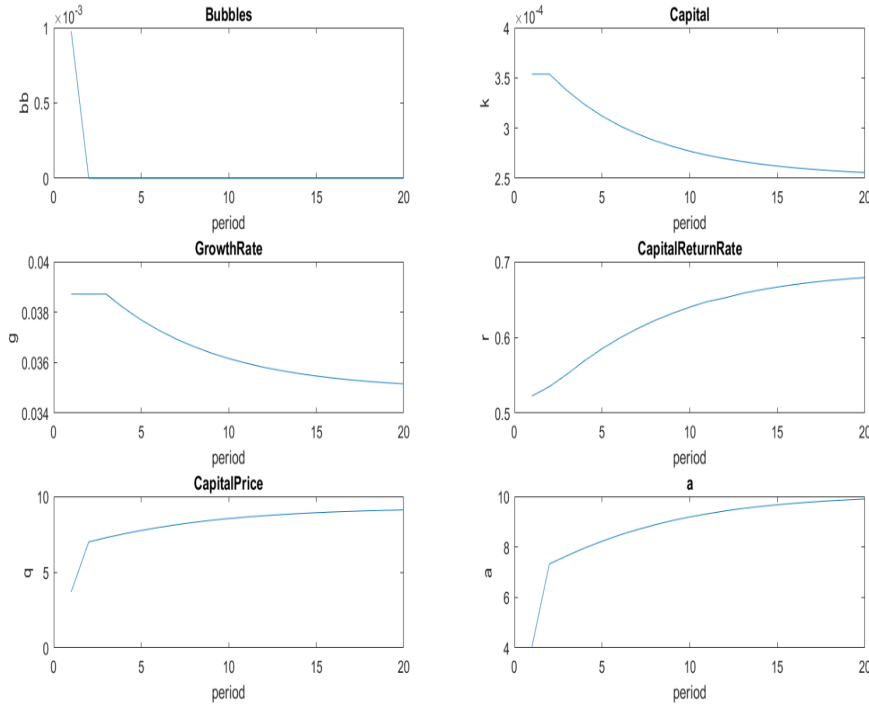 ×10^-3 Bubbles
1
0.5
0
bb
0 5 10 15 20
period
×10^-4 Capital
4
3.5
3
2.5
k
0 5 10 15 20
period
GrowthRate
0.04
0.038
0.036
0.034
g
0 5 10 15 20
period
CapitalReturnRate
0.7
0.6
0.5
r
0 5 10 15 20
period
CapitalPrice
10
5
0
q
0 5 10 15 20
period
a
10
8
6
4
a
0 5 10 15 20
period